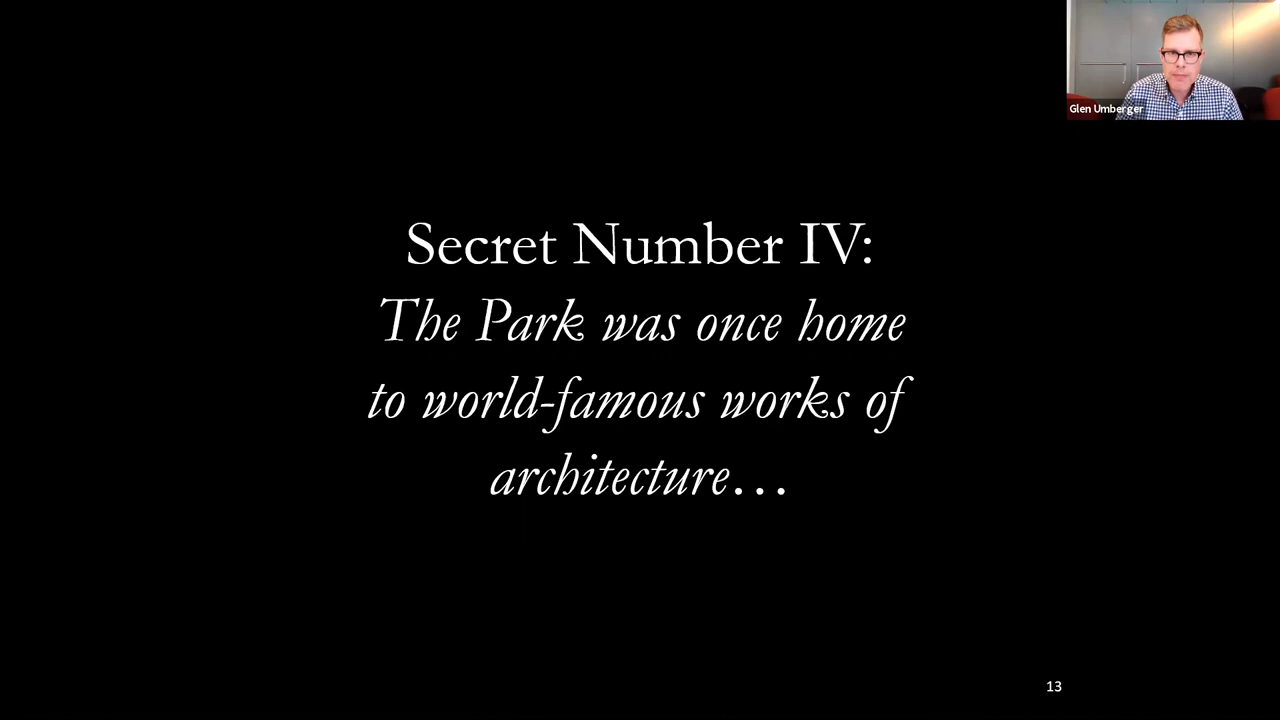 Glen Umberger
Secret Number IV:
The Park was once home
to world-famous works of
architecture…
13